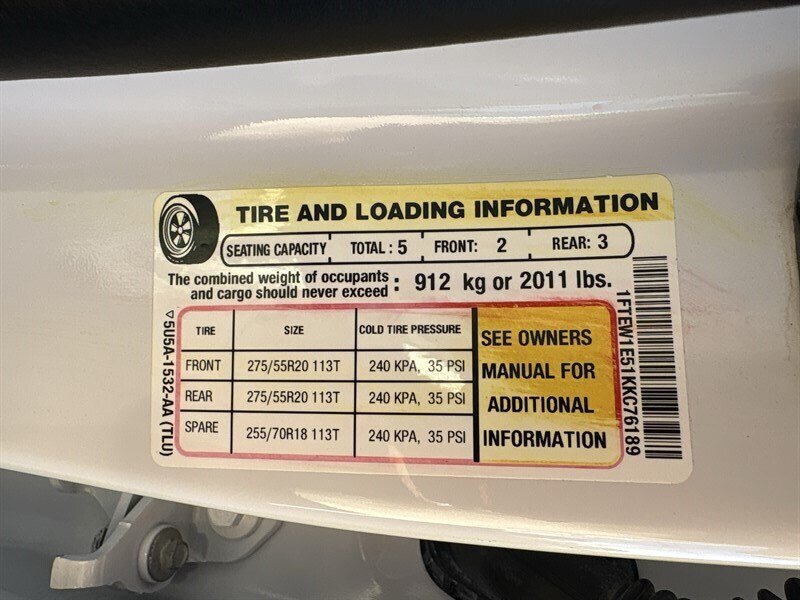 TIRE AND LOADING INFORMATION
SEATING CAPACITY TOTAL : 5 FRONT: 2 REAR: 3
The combined weight of occupants
and cargo should never exceed : 912 kg or 2011 lbs.
TIRE SIZE COLD TIRE PRESSURE
FRONT 275/55R20 113T 240 KPA, 35 PSI
REAR 275/55R20 113T 240 KPA, 35 PSI
SPARE 255/70R18 113T 240 KPA, 35 PSI
SEE OWNERS
MANUAL FOR
ADDITIONAL
INFORMATION
▽5U5A-1532-AA (TLU)
1FTEW1E51KKC76189